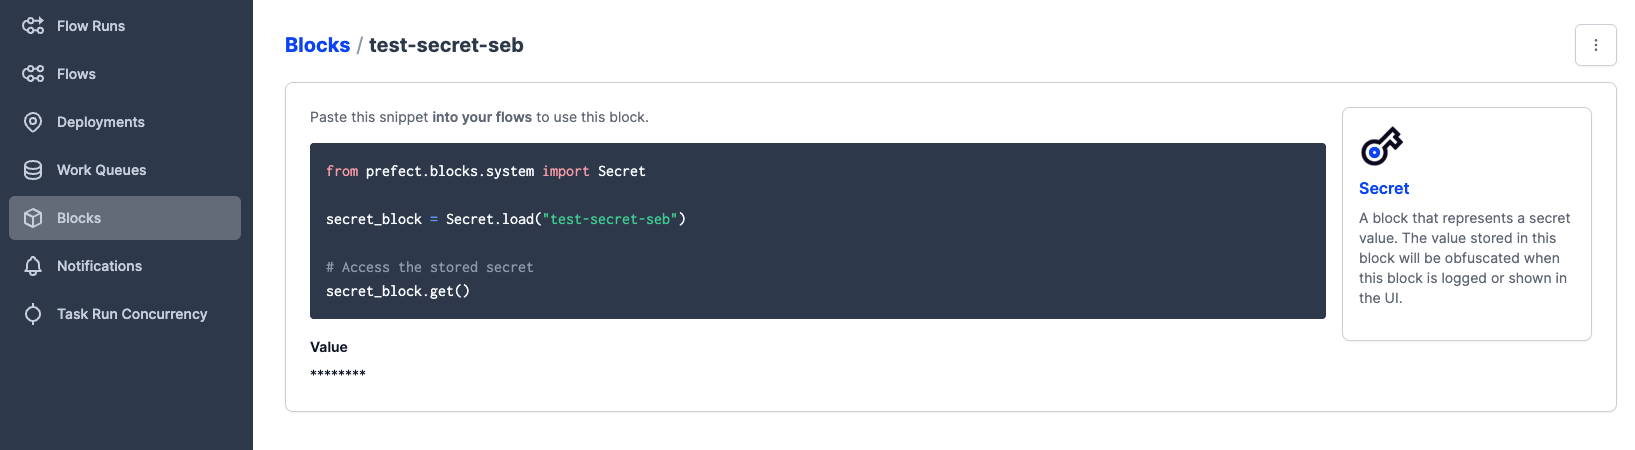 Flow Runs
Flows
Deployments
Work Queues
Blocks
Notifications
Task Run Concurrency
Blocks / test-secret-seb
Paste this snippet into your flows to use this block.
from prefect.blocks.system import Secret
secret_block = Secret.load("test-secret-seb")
# Access the stored secret
secret_block.get()
Value
********
Secret
A block that represents a secret
value. The value stored in this
block will be obfuscated when
this block is logged or shown in
the UI.